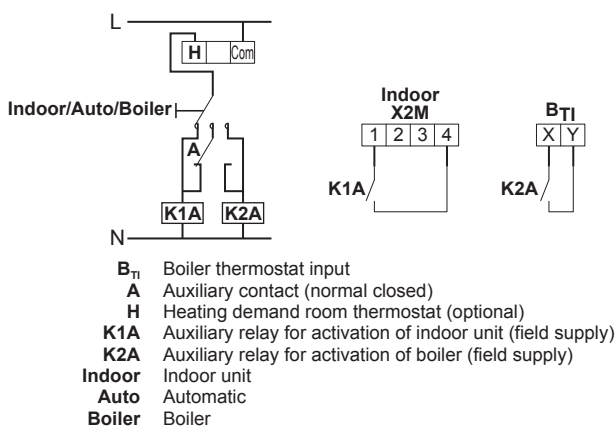 L
H Com
Indoor/Auto/Boiler
A
K1A K2A
N
Indoor
X2M
1 2 3 4
K1A
BTI
X Y
K2A
BTI Boiler thermostat input
A Auxiliary contact (normal closed)
H Heating demand room thermostat (optional)
K1A Auxiliary relay for activation of indoor unit (field supply)
K2A Auxiliary relay for activation of boiler (field supply)
Indoor Indoor unit
Auto Automatic
Boiler Boiler